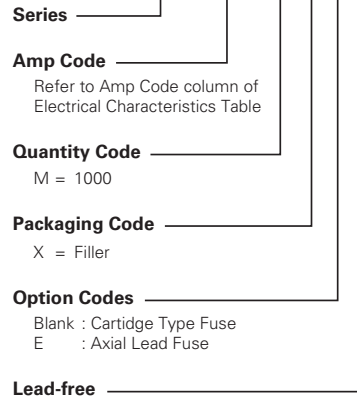 Series
Amp Code
Refer to Amp Code column of
Electrical Characteristics Table
Quantity Code
M = 1000
Packaging Code
X = Filler
Option Codes
Blank : Cartidge Type Fuse
E : Axial Lead Fuse
Lead-free